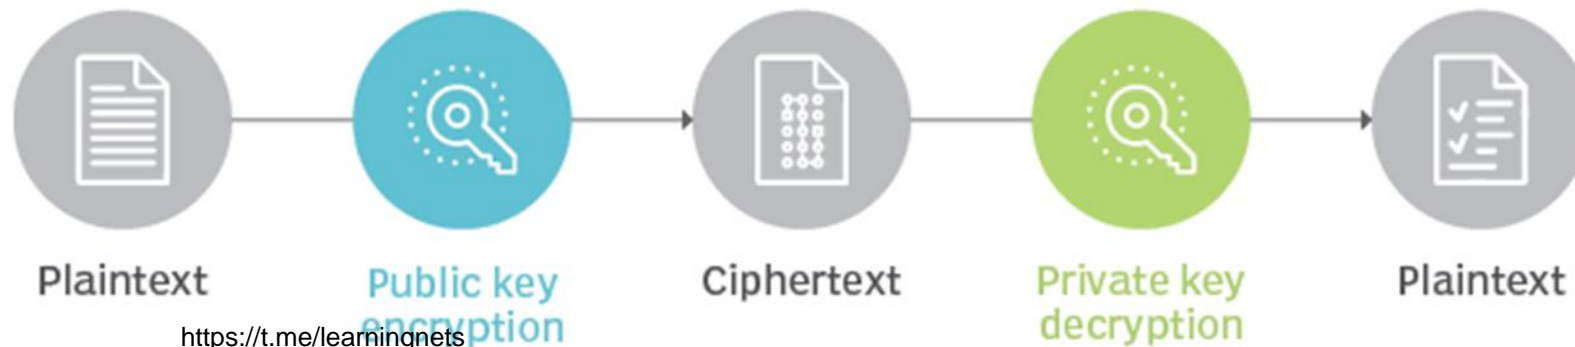 Plaintext
Public key
encryption
Ciphertext
Private key
decryption
Plaintext
https://t.me/learningnets